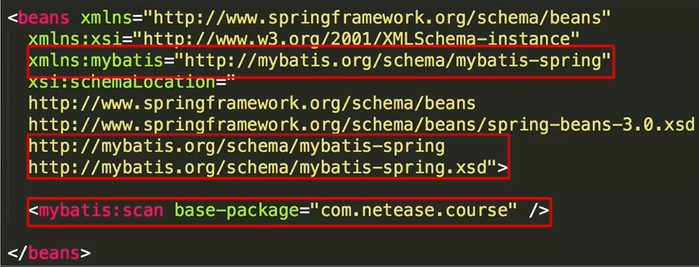 <beans xmlns="http://www.springframework.org/schema/beans"
xmlns:xsi="http://www.w3.org/2001/XMLSchema-instance"
xmlns:mybatis="http://mybatis.org/schema/mybatis-spring"
xsi:schemaLocation="
http://www.springframework.org/schema/beans
http://www.springframework.org/schema/beans/spring-beans-3.0.xsd
http://mybatis.org/schema/mybatis-spring
http://mybatis.org/schema/mybatis-spring.xsd">
<mybatis:scan base-package="com.netease.course" />
</beans>